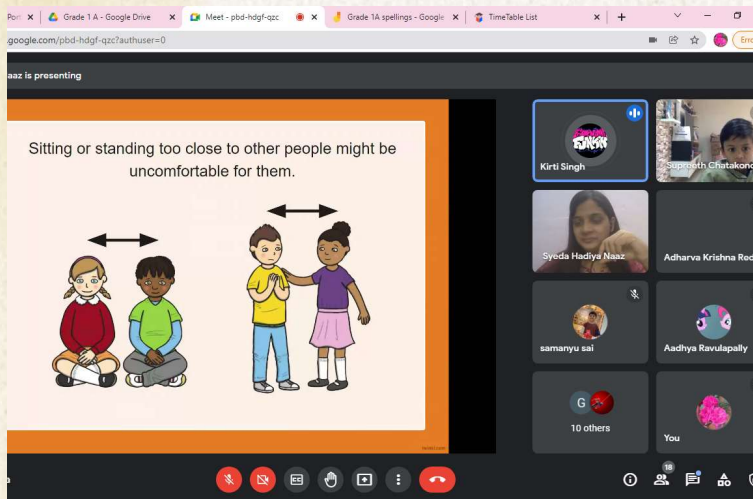 Grade 1 A - Google Drive
Meet - pbd-hdgf-qzc
Grade 1A spellings - Google
TimeTable List
.google.com/pbd-hdgf-qzc?authuser=0
aaz is presenting
Sitting or standing too close to other people might be
uncomfortable for them.
Kirti Singh
Supreeth Chatakond
Syeda Hadiya Naaz
Adharva Krishna Red
samanyu sai
Aadhya Ravulapally
G
10 others
You
CC
18